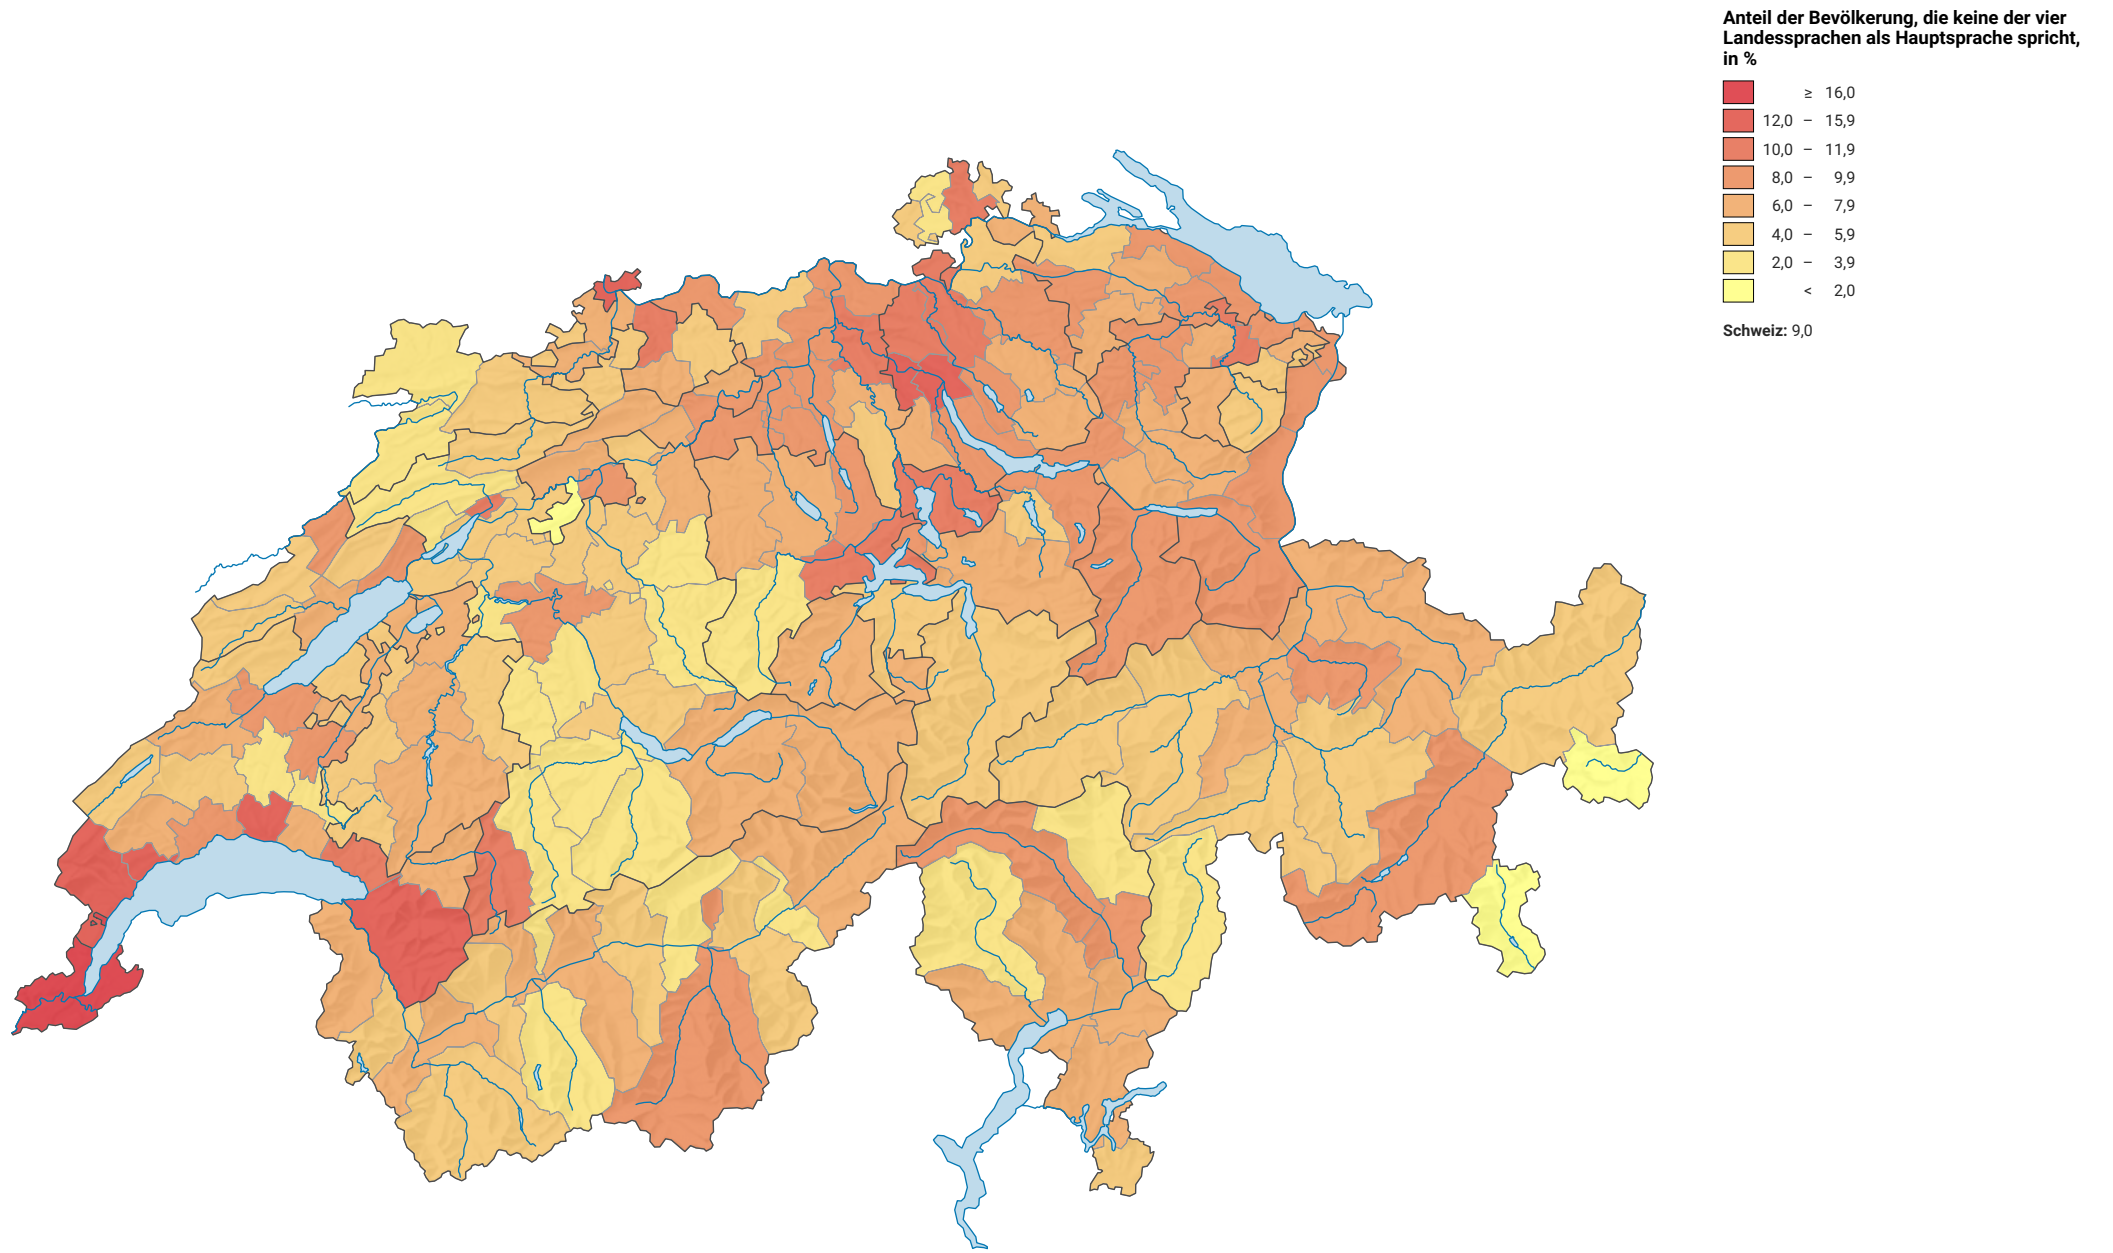 Anteil der Bevölkerung, die keine der vier
Landessprachen als Hauptsprache spricht,
in %
≥ 16,0
12,0 – 15,9
10,0 – 11,9
8,0 – 9,9
6,0 – 7,9
4,0 – 5,9
2,0 – 3,9
< 2,0
Schweiz: 9,0